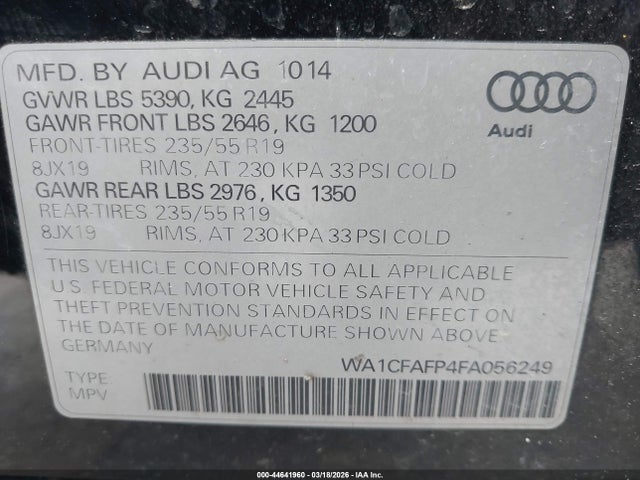 MFD. BY AUDI AG 1014
GVWR LBS 5390, KG 2445
GAWR FRONT LBS 2646, KG 1200
FRONT-TIRES 235/55 R19
8JX19 RIMS, AT 230 KPA 33 PSI COLD
GAWR REAR LBS 2976, KG 1350
REAR-TIRES 235/55 R19
8JX19 RIMS, AT 230 KPA 33 PSI COLD
Audi
THIS VEHICLE CONFORMS TO ALL APPLICABLE
U.S. FEDERAL MOTOR VEHICLE SAFETY AND
THEFT PREVENTION STANDARDS IN EFFECT ON
THE DATE OF MANUFACTURE SHOWN ABOVE.
GERMANY
WA1CFAFP4FA056249
TYPE:
MPV
000-44641960 - 03/18/2026 - IAA Inc.